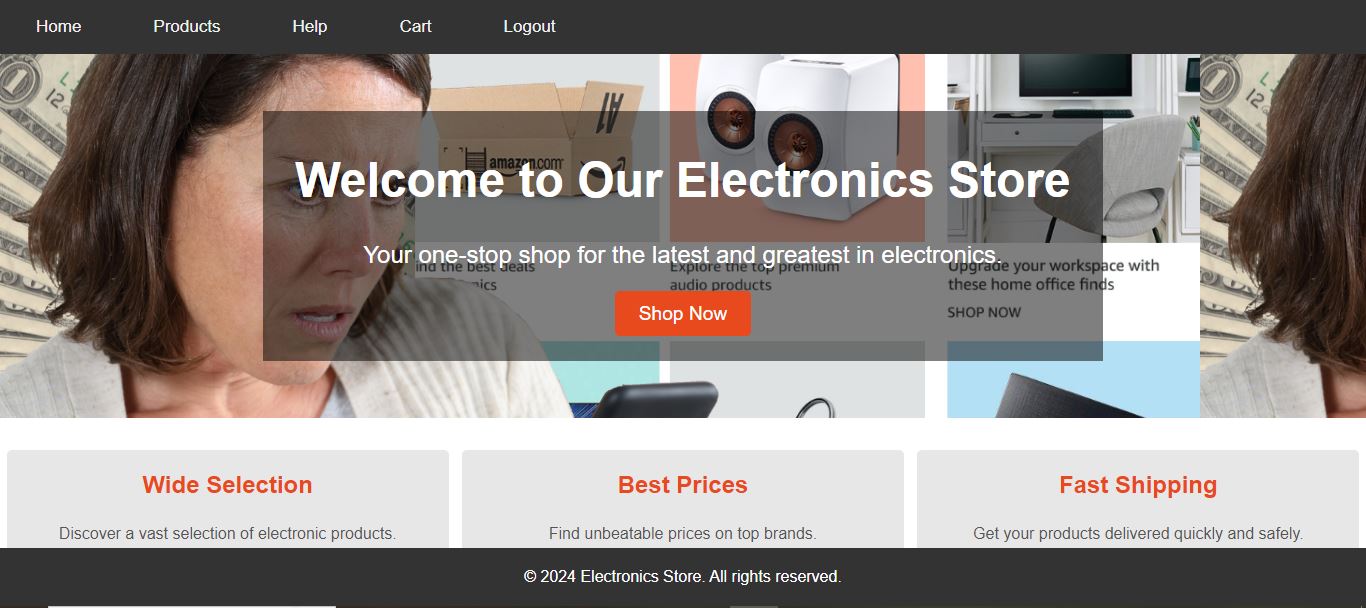 Home Products Help Cart Logout
amazon.com
Welcome to Our Electronics Store
Your one-stop shop for the latest and greatest in electronics.
ind the best deals
nics
Explore the top premium
audio products
Upgrade your workspace with
these home office finds
SHOP NOW
Shop Now
Wide Selection
Discover a vast selection of electronic products.
Best Prices
Find unbeatable prices on top brands.
Fast Shipping
Get your products delivered quickly and safely.
© 2024 Electronics Store. All rights reserved.